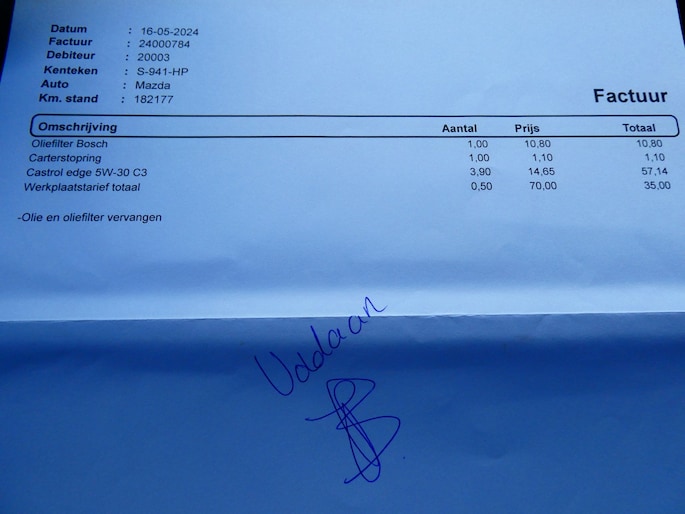 Datum : 16-05-2024
Factuur : 24000784
Debiteur : 20003
Kenteken : S-941-HP
Auto : Mazda
Km. stand : 182177
Factuur
Omschrijving Aantal Prijs Totaal
Oliefilter Bosch 1,00 10,80 10,80
Carterstopring 1,00 1,10 1,10
Castrol edge 5W-30 C3 3,90 14,65 57,14
Werkplaatstarief totaal 0,50 70,00 35,00
-Olie en oliefilter vervangen
Voldaan